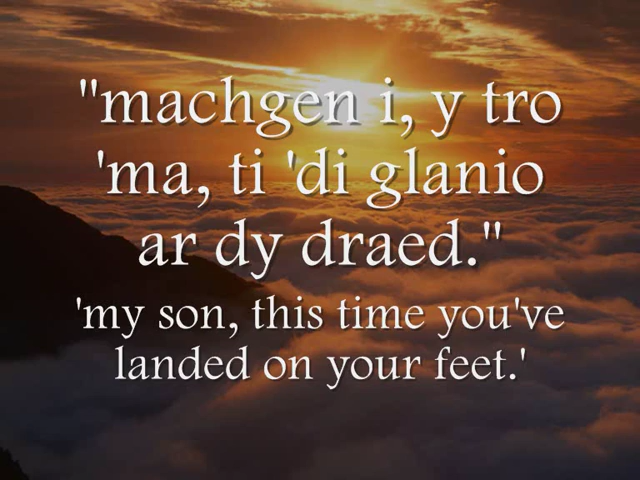 "machgen i, y tro
'ma, ti 'di glanio
ar dy draed."
'my son, this time you've
landed on your feet.'